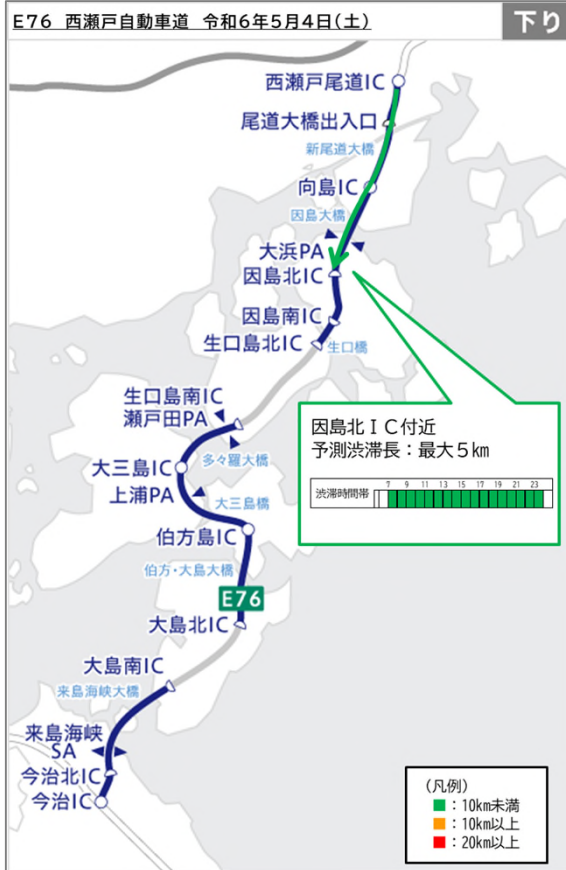 E76 西瀬戸自動車道 令和6年5月4日(土)
下り
西瀬戸尾道IC
尾道大橋出入口
新尾道大橋
向島IC
因島大橋
大浜PA
因島北IC
因島南IC
生口島北IC
生口橋
生口島南IC
瀬戸田PA
多々羅大橋
大三島IC
上浦PA
大三島橋
伯方島IC
伯方・大島大橋
E76
大島北IC
大島南IC
来島海峡大橋
来島海峡
SA
今治北IC
今治IC
因島北IC付近
予測渋滞長:最大5km
渋滞時間帯
7 9 11 13 15 17 19 21 23
(凡例)
:10km未満
:10km以上
:20km以上